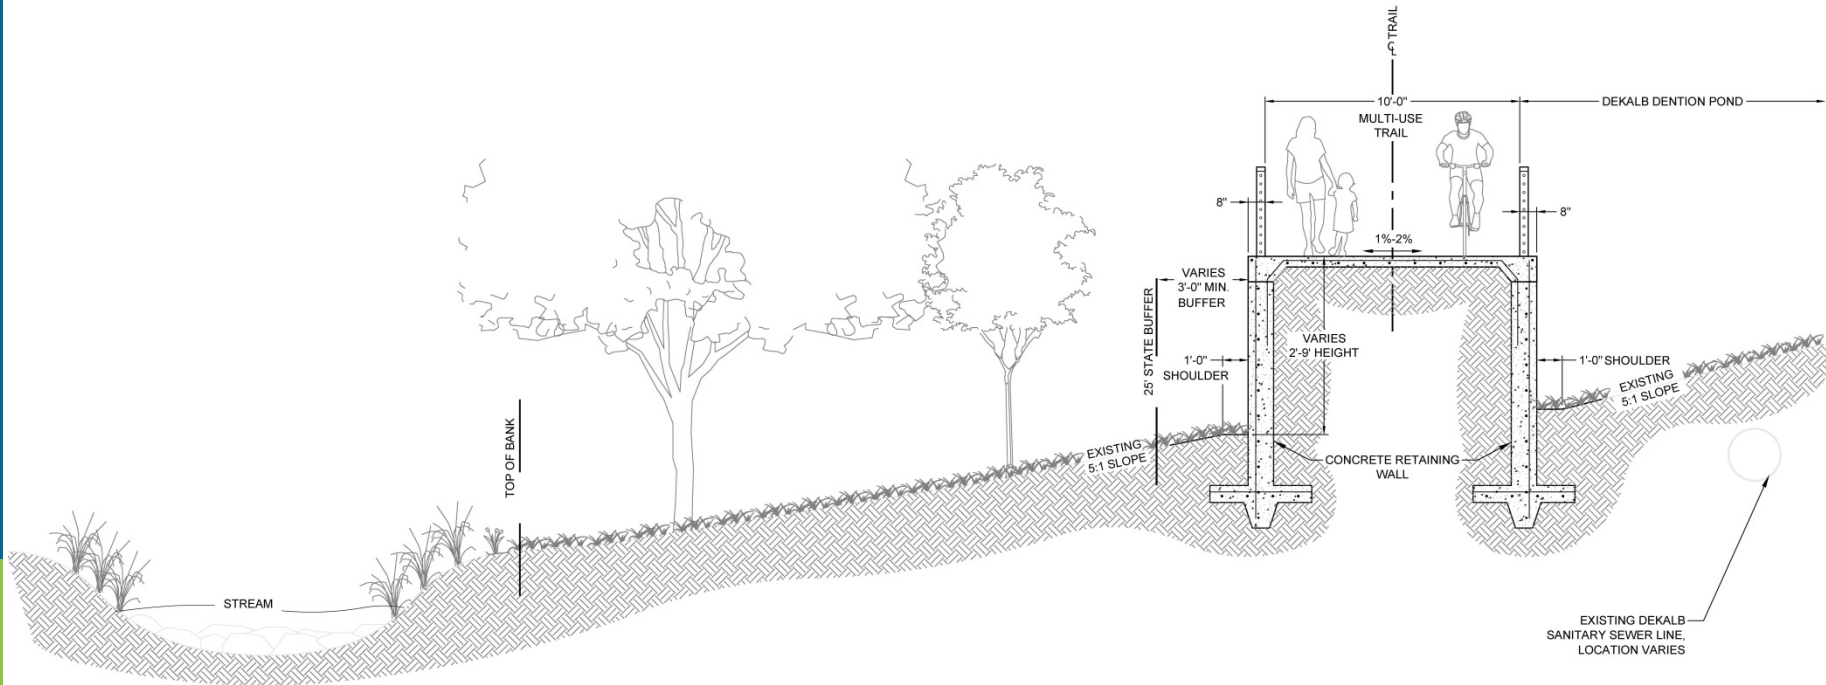 ℄ TRAIL
10'-0"
MULTI-USE
TRAIL
DEKALB DENTION POND
8"
8"
1%-2%
VARIES
3'-0" MIN.
BUFFER
25' STATE BUFFER
VARIES
2'-9' HEIGHT
1'-0"
SHOULDER
1'-0" SHOULDER
EXISTING
5:1 SLOPE
TOP OF BANK
EXISTING
5:1 SLOPE
CONCRETE RETAINING
WALL
STREAM
EXISTING DEKALB
SANITARY SEWER LINE,
LOCATION VARIES